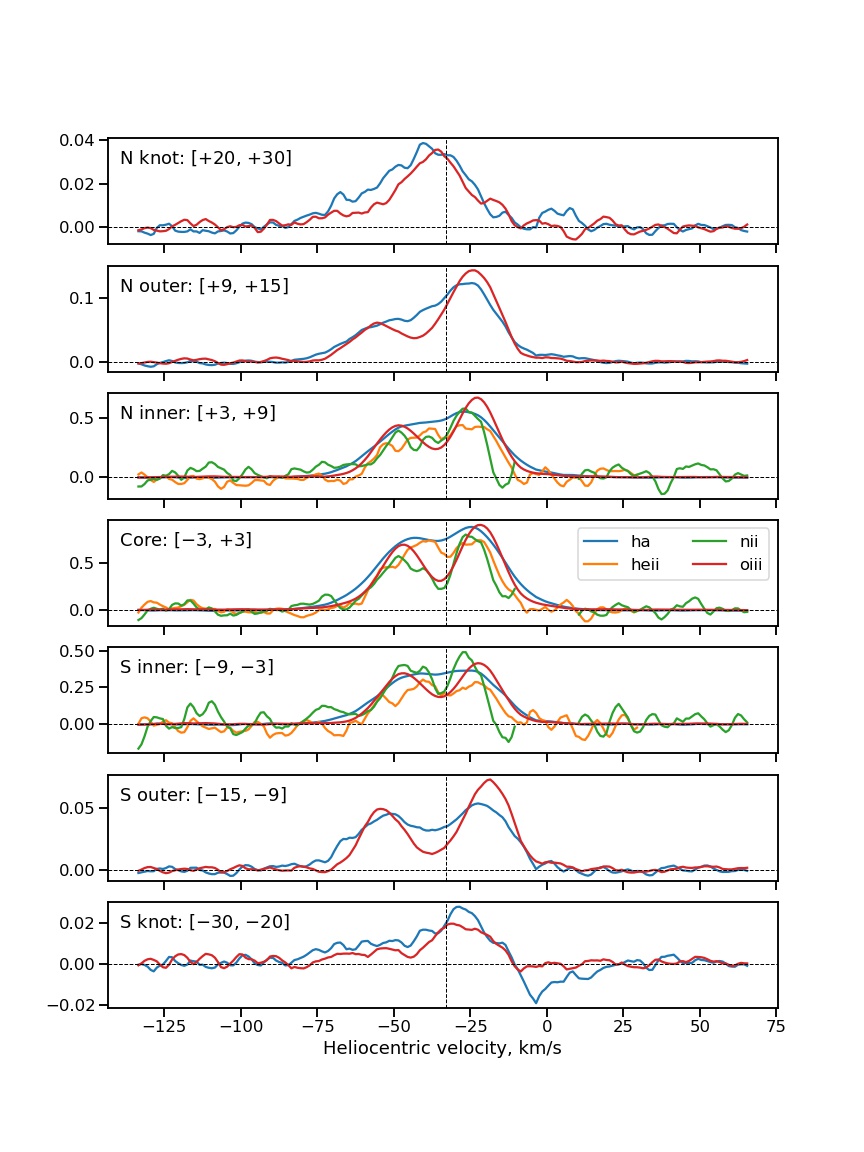 N knot: [+20, +30]
0.04
0.02
0.00
N outer: [+9, +15]
0.1
0.0
N inner: [+3, +9]
0.5
0.0
Core: [−3, +3]
ha
nii
heii
oiii
0.5
0.0
S inner: [−9, −3]
0.50
0.25
0.00
S outer: [−15, −9]
0.05
0.00
S knot: [−30, −20]
0.02
0.00
−0.02
−125 −100 −75 −50 −25 0 25 50 75
Heliocentric velocity, km/s